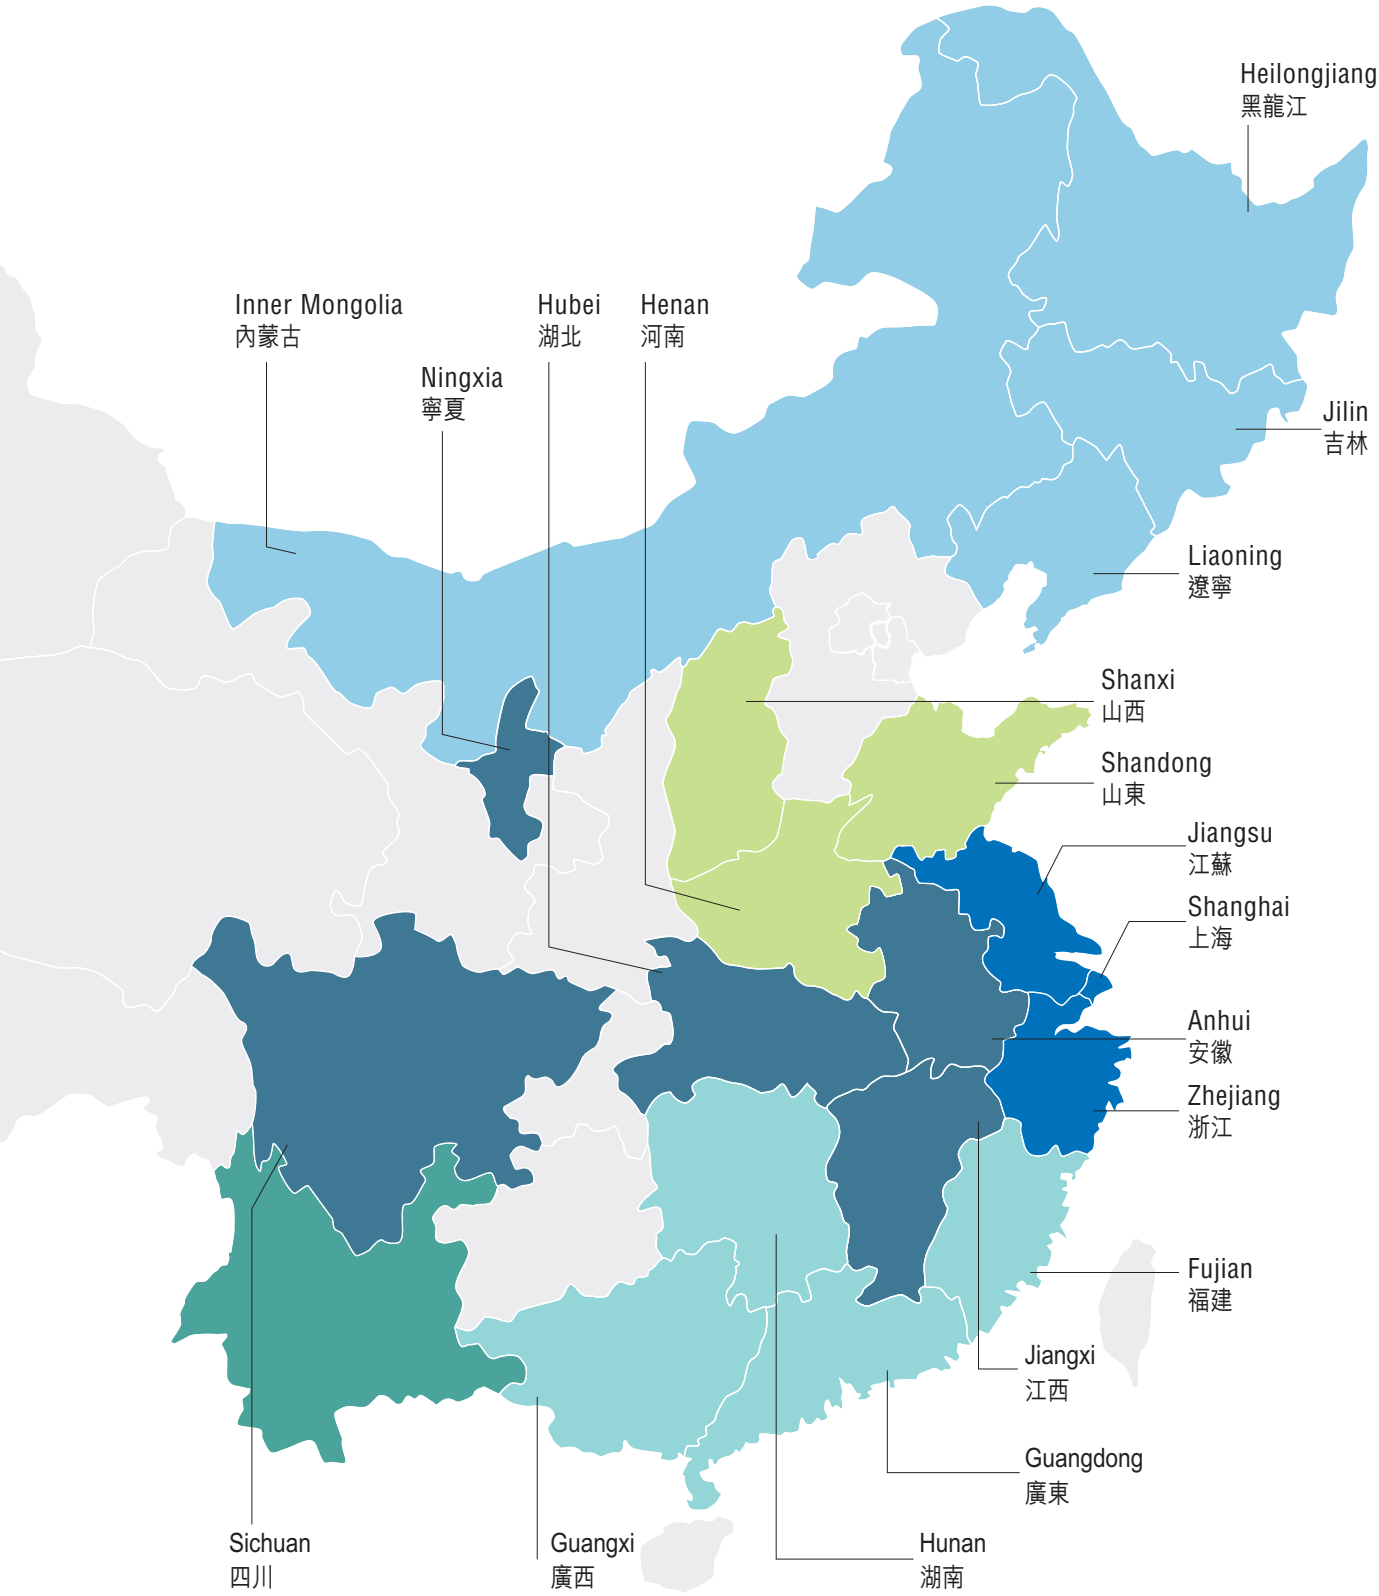 Heilongjiang
黑龍江
Inner Mongolia
內蒙古
Hubei
湖北
Henan
河南
Ningxia
寧夏
Jilin
吉林
Liaoning
遼寧
Shanxi
山西
Shandong
山東
Jiangsu
江蘇
Shanghai
上海
Anhui
安徽
Zhejiang
浙江
Fujian
福建
Jiangxi
江西
Guangdong
廣東
Sichuan
四川
Guangxi
廣西
Hunan
湖南